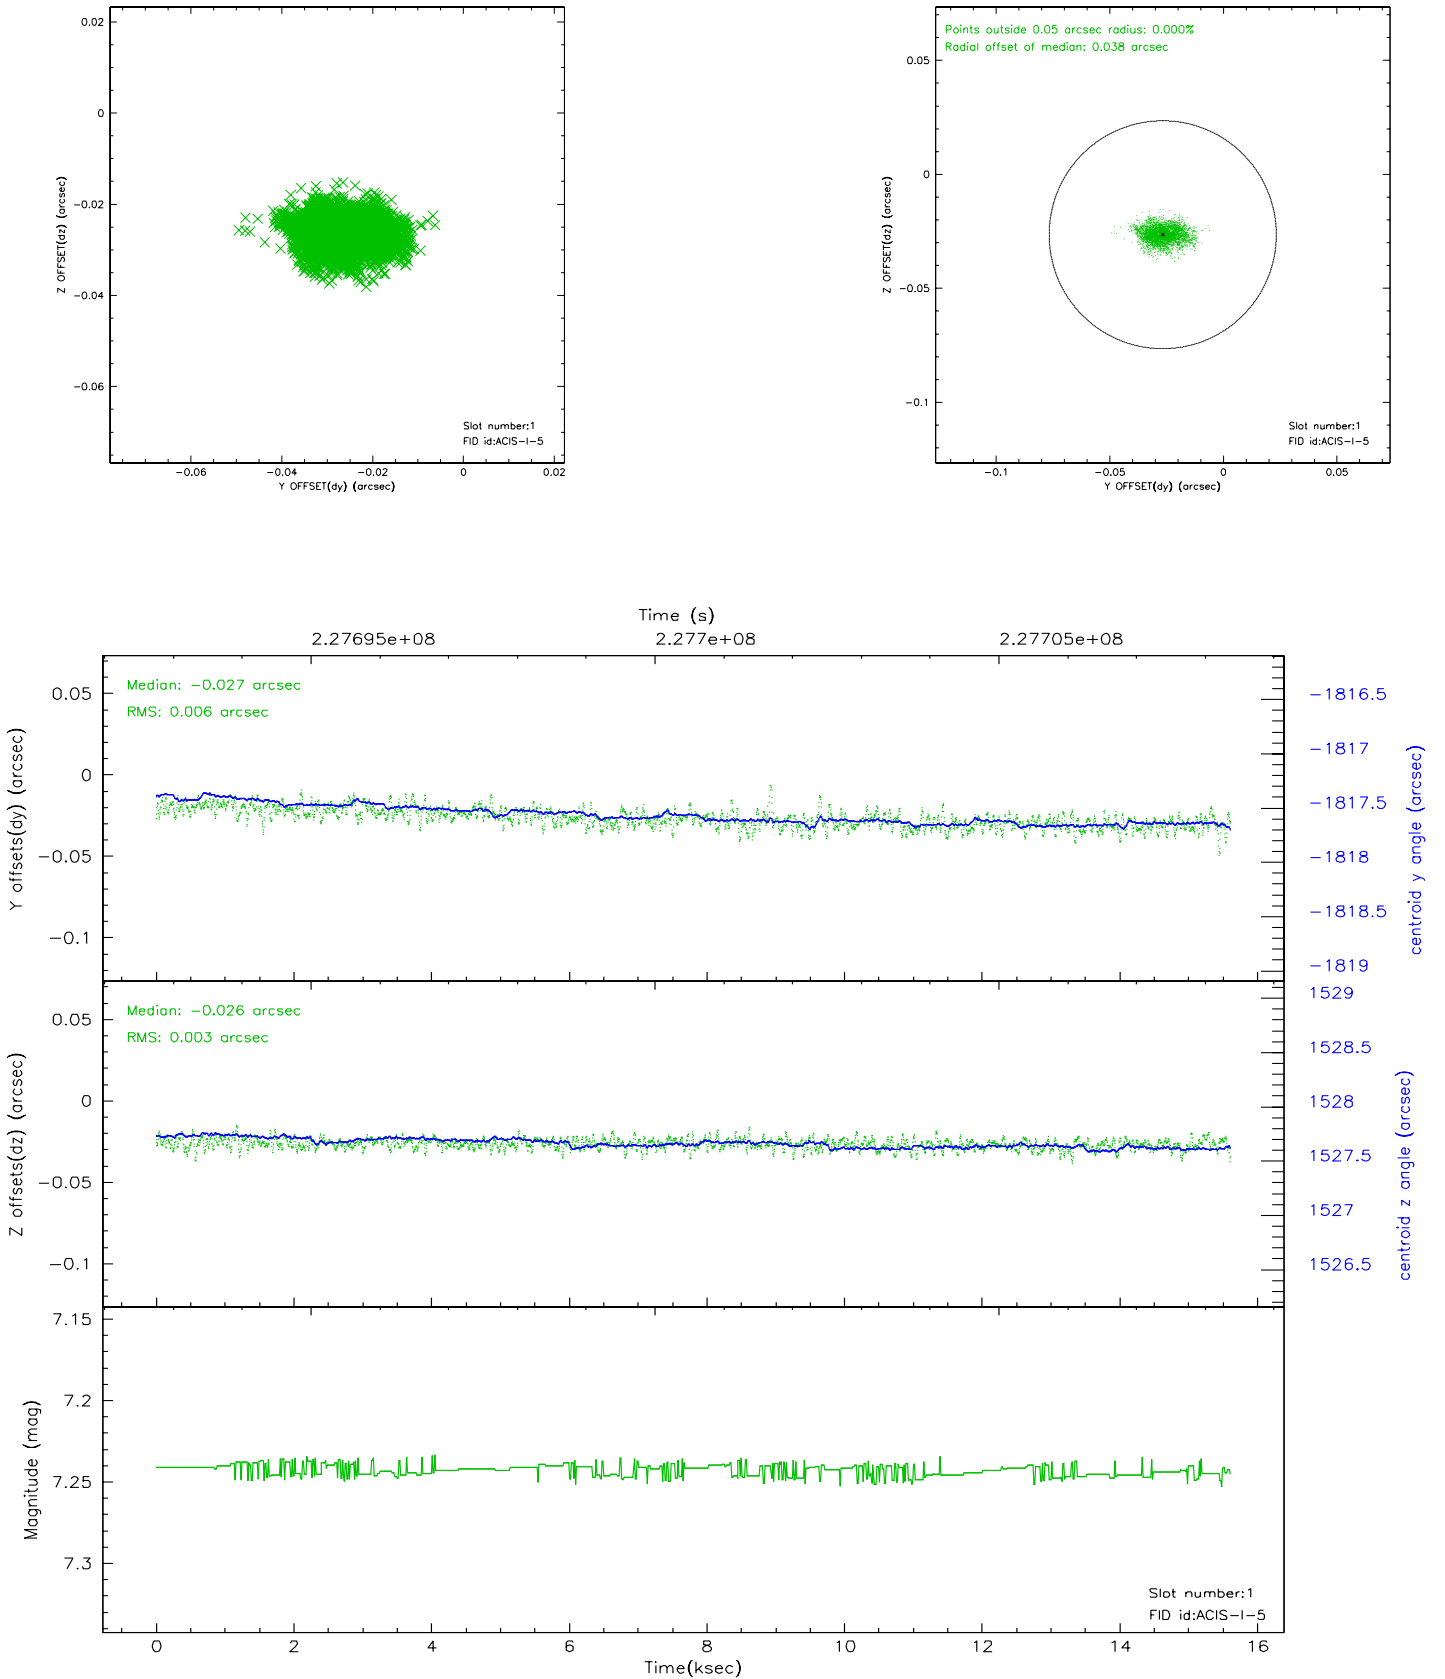 0.02
0
−0.02
−0.04
−0.06
Z OFFSET(dz) (arcsec)
Slot number:1
FID id:ACIS−I−5
−0.06
−0.04
−0.02
0
0.02
Y OFFSET(dy) (arcsec)
Points outside 0.05 arcsec radius: 0.000%
Radial offset of median: 0.038 arcsec
0.05
0
−0.05
−0.1
Z OFFSET(dz) (arcsec)
Slot number:1
FID id:ACIS−I−5
−0.1
−0.05
0
0.05
Y OFFSET(dy) (arcsec)
Time (s)
2.27695e+08
2.277e+08
2.27705e+08
Median: −0.027 arcsec
RMS: 0.006 arcsec
0.05
0
−0.05
−0.1
Y offsets(dy) (arcsec)
−1816.5
−1817
−1817.5
−1818
−1818.5
−1819
centroid y angle (arcsec)
Median: −0.026 arcsec
RMS: 0.003 arcsec
0.05
0
−0.05
−0.1
Z offsets(dz) (arcsec)
1529
1528.5
1528
1527.5
1527
1526.5
centroid z angle (arcsec)
7.15
7.2
7.25
7.3
Magnitude (mag)
Slot number:1
FID id:ACIS−I−5
0
2
4
6
8
10
12
14
16
Time(ksec)